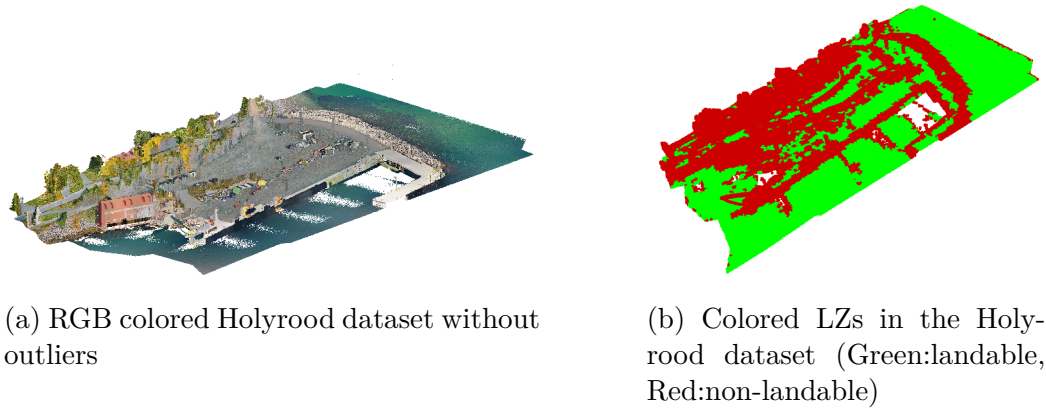 (a) RGB colored Holyrood dataset without
outliers
(b) Colored LZs in the Holy-
rood dataset (Green:landable,
Red:non-landable)